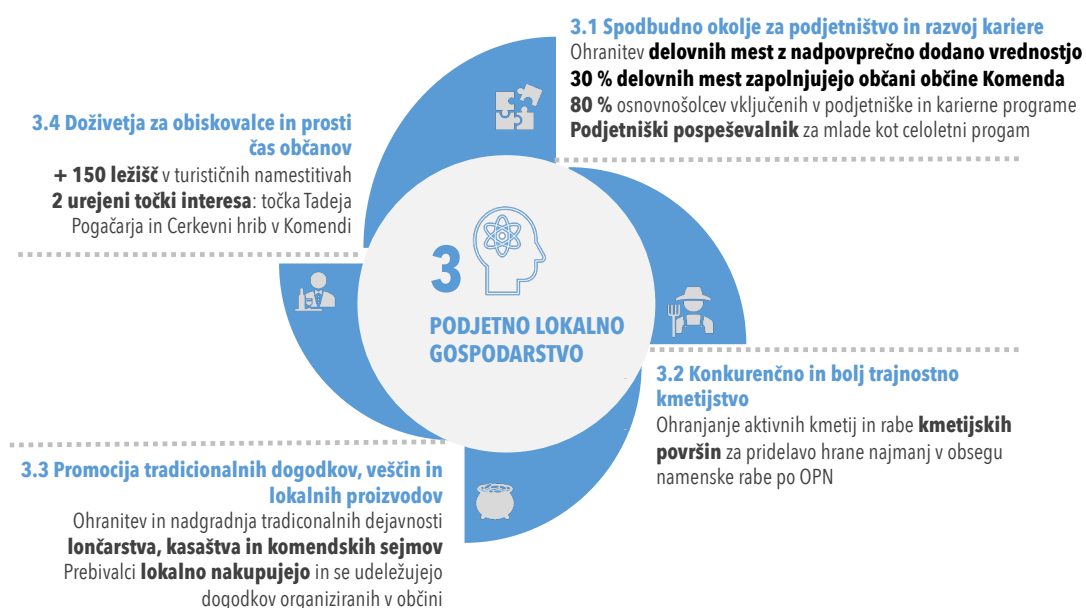 3.1 Spodbudno okolje za podjetništvo in razvoj kariere
Ohranitev delovnih mest z nadpovprečno dodano vrednostjo
30 % delovnih mest zapolnjujejo občani občine Komenda
80 % osnovnošolcev vključenih v podjetniške in karierne programe
Podjetniški pospeševalnik za mlade kot celoletni progam
3.4 Doživetja za obiskovalce in prosti
čas občanov
+ 150 ležišč v turističnih namestitivah
2 urejeni točki interesa: točka Tadeja
Pogačarja in Cerkevni hrib v Komendi
3
PODJETNO LOKALNO
GOSPODARSTVO
3.2 Konkurenčno in bolj trajnostno
kmetijstvo
Ohranjanje aktivnih kmetij in rabe kmetijskih
površin za pridelavo hrane najmanj v obsegu
namenske rabe po OPN
3.3 Promocija tradicionalnih dogodkov, veščin in
lokalnih proizvodov
Ohranitev in nadgradnja tradiconalnih dejavnosti
lončarstva, kasaštva in komendskih sejmov
Prebivalci lokalno nakupujejo in se udeležujejo
dogodkov organiziranih v občini